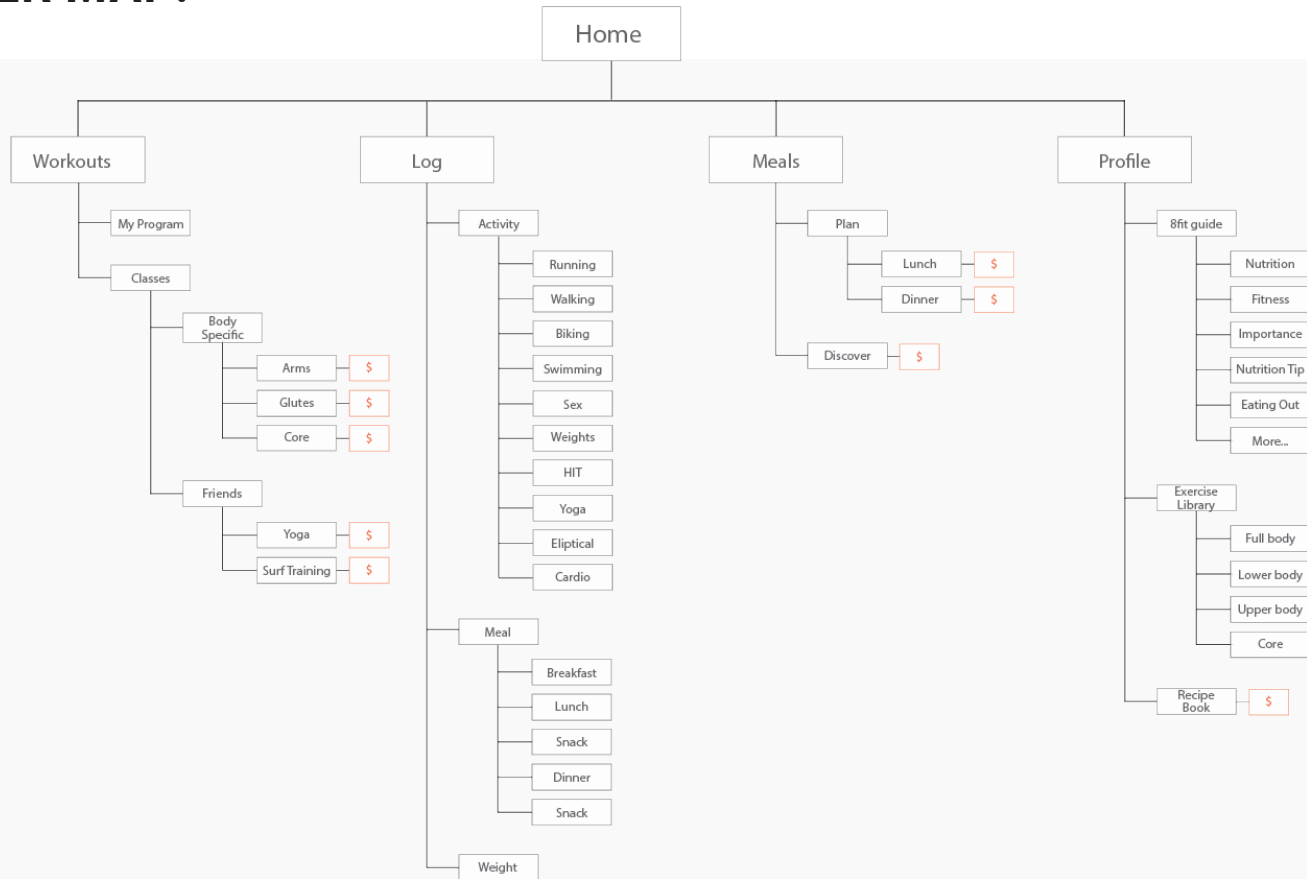 Home
Workouts
My Program
Classes
Body
Specific
Arms
$
Glutes
$
Core
$
Friends
Yoga
$
Surf Training
$
Log
Activity
Running
Walking
Biking
Swimming
Sex
Weights
HIT
Yoga
Eliptical
Cardio
Meal
Breakfast
Lunch
Snack
Dinner
Snack
Weight
Meals
Plan
Lunch
$
Dinner
$
Discover
$
Profile
8fit guide
Nutrition
Fitness
Importance
Nutrition Tip
Eating Out
More...
Exercise
Library
Full body
Lower body
Upper body
Core
Recipe
Book
$